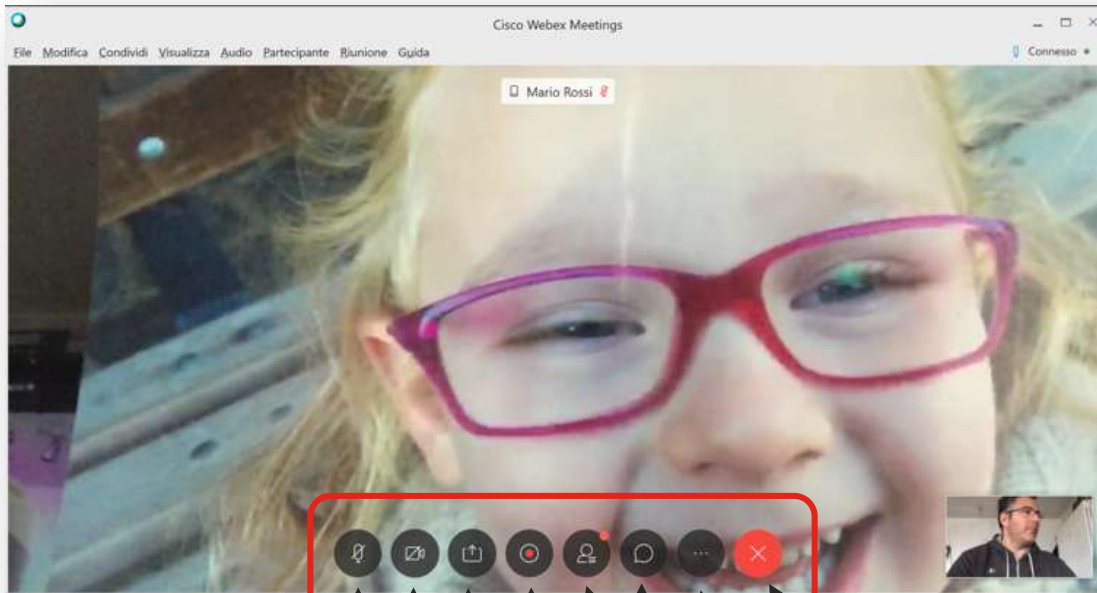 Cisco Webex Meetings
File Modifica Condividi Visualizza Audio Partecipante Riunione Guida
Connesso
Mario Rossi